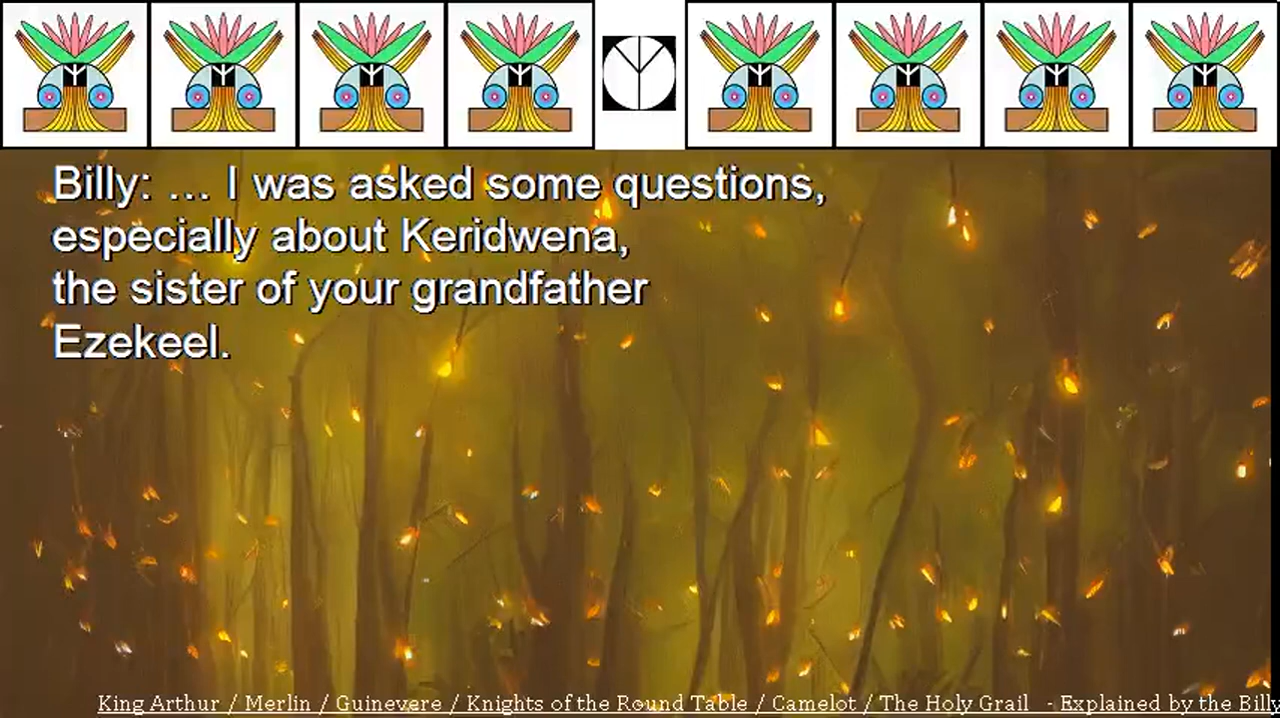 Billy: ... I was asked some questions,
especially about Keridwena,
the sister of your grandfather
Ezekeel.
King Arthur / Merlin / Guinevere / Knights of the Round Table / Camelot / The Holy Grail - Explained by the Billy